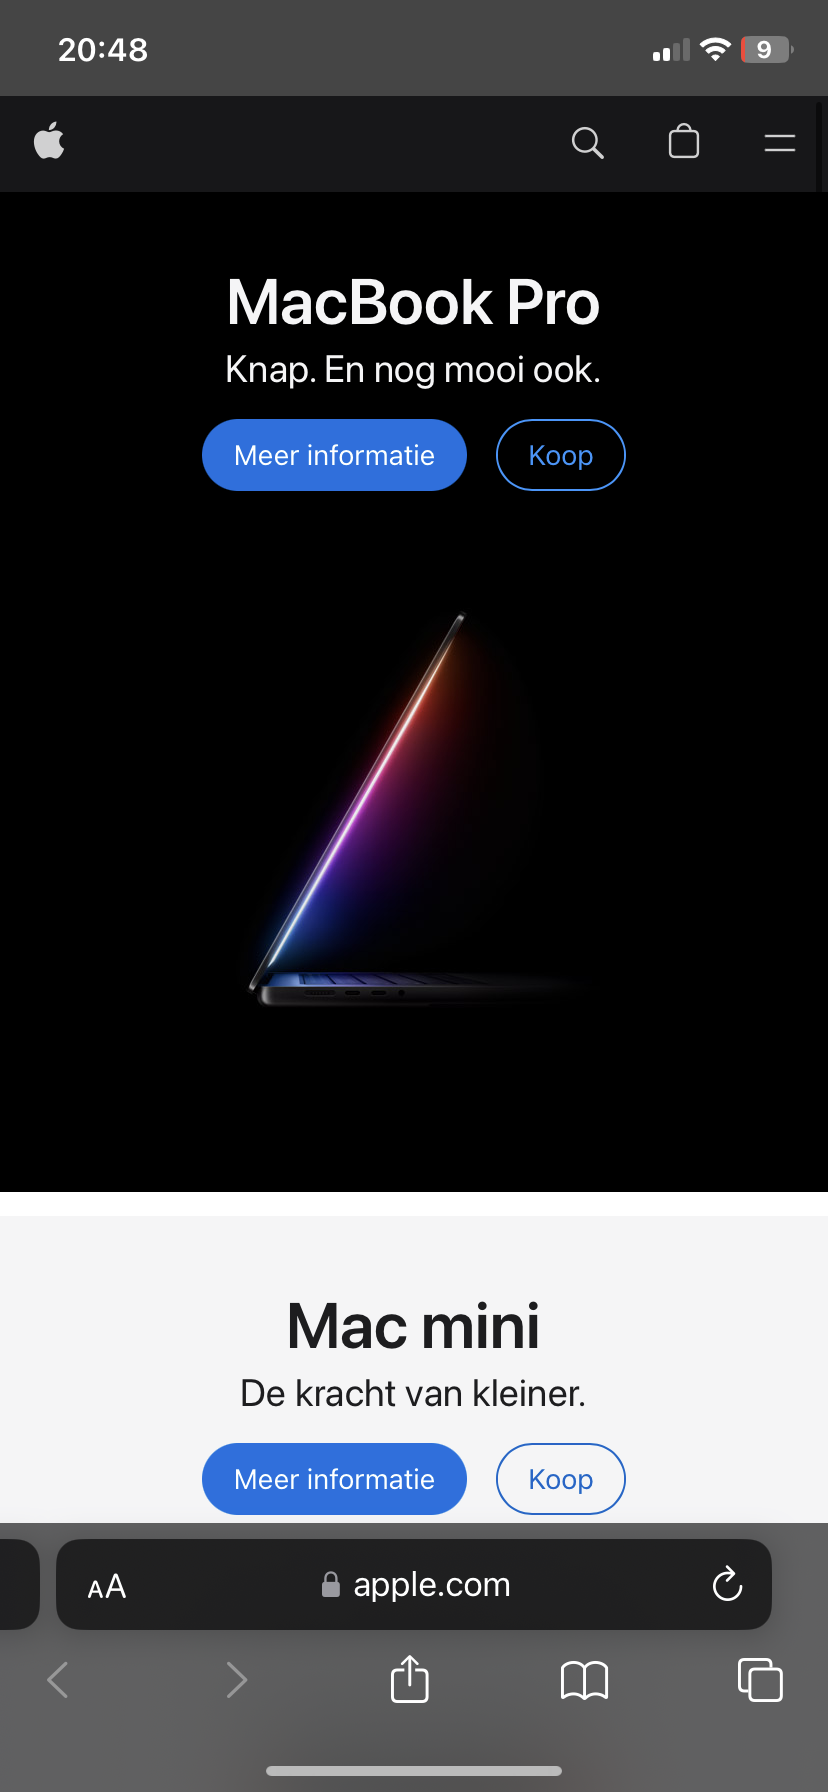 20:48
9
MacBook Pro
Knap. En nog mooi ook.
Meer informatie
Koop
Mac mini
De kracht van kleiner.
Meer informatie
Koop
AA
apple.com